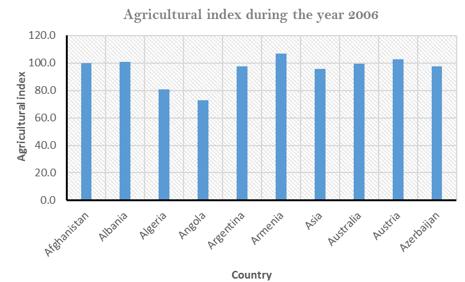 Agricultural index during the year 2006
120.0
100.0
80.0
60.0
40.0
20.0
0.0
Agricultural index
Afghanistan
Albania
Algeria
Angola
Argentina
Armenia
Asia
Australia
Austria
Azerbaijan
Country